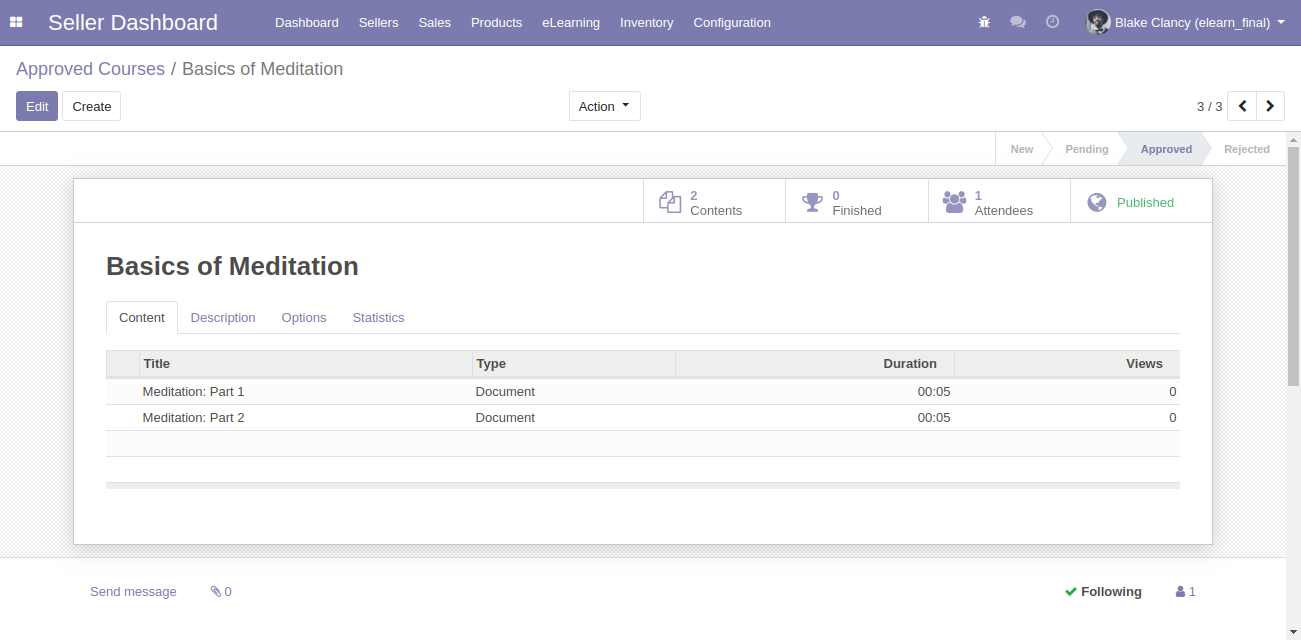 Seller Dashboard Dashboard Sellers Sales Products eLearning Inventory Configuration Blake Clancy (elearn_final)
Approved Courses / Basics of Meditation
Edit Create Action 3 / 3
New Pending Approved Rejected
2 Contents 0 Finished 1 Attendees Published
Basics of Meditation
Content Description Options Statistics
Title Type Duration Views
Meditation: Part 1 Document 00:05 0
Meditation: Part 2 Document 00:05 0
Send message 0 Following 1